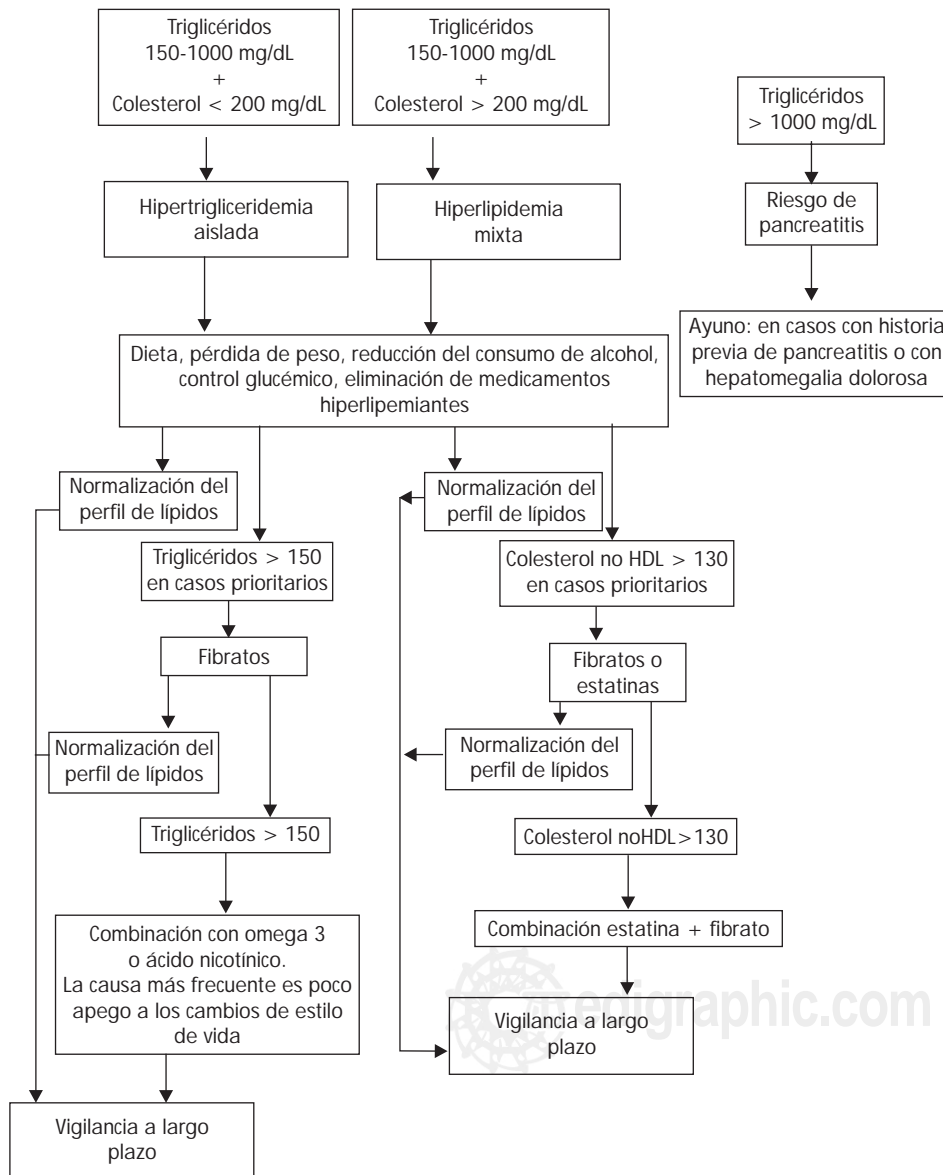 Triglicéridos
150-1000 mg/dL
+
Colesterol < 200 mg/dL
Triglicéridos
150-1000 mg/dL
+
Colesterol > 200 mg/dL
Triglicéridos
> 1000 mg/dL
Hipertrigliceridemia
aislada
Hiperlipidemia
mixta
Riesgo de
pancreatitis
Ayuno: en casos con historia
previa de pancreatitis o con
hepatomegalia dolorosa
Dieta, pérdida de peso, reducción del consumo de alcohol,
control glucémico, eliminación de medicamentos
hiperlipemiantes
Normalización del
perfil de lípidos
Triglicéridos > 150
en casos prioritarios
Fibratos
Normalización del
perfil de lípidos
Triglicéridos > 150
Combinación con omega 3
o ácido nicotínico.
La causa más frecuente es poco
apego a los cambios de estilo
de vida
Vigilancia a largo
plazo
Normalización del
perfil de lípidos
Colesterol no HDL > 130
en casos prioritarios
Fibratos o
estatinas
Normalización del
perfil de lípidos
Colesterol noHDL>130
Combinación estatina + fibrato
Vigilancia a largo
plazo
medigraphic.com